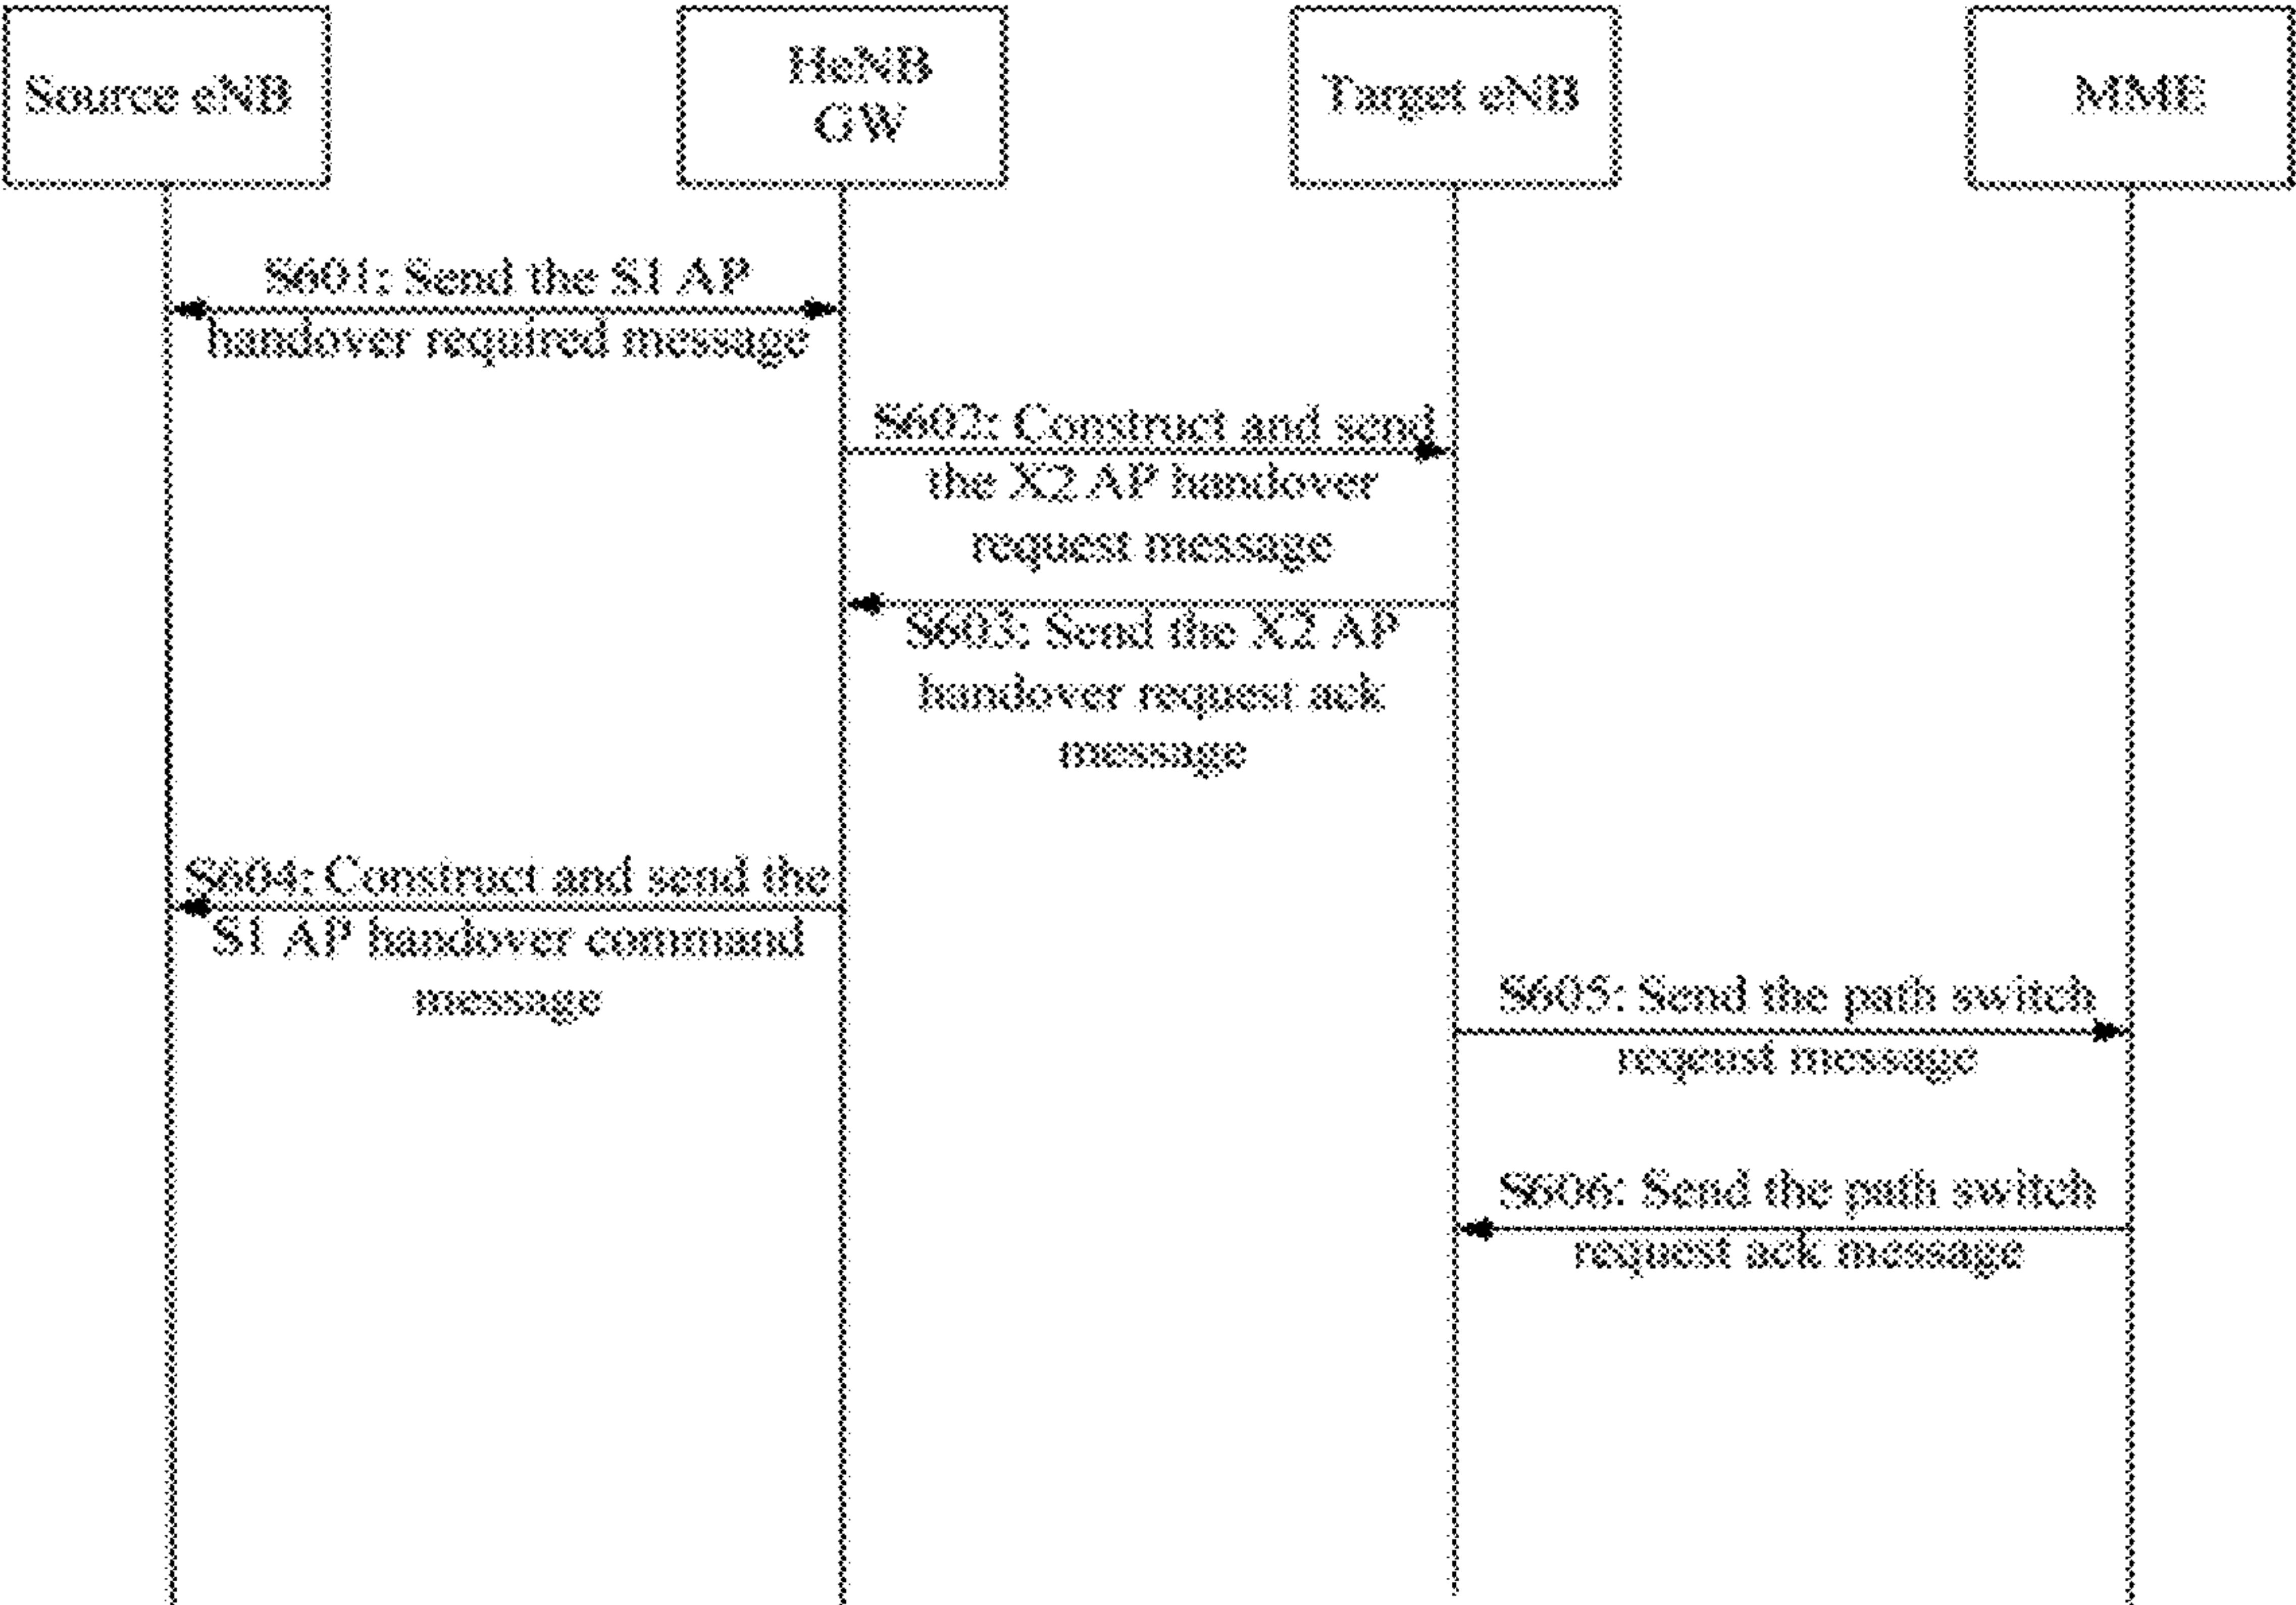 Source eNB
HeNB
GW
Target eNB
MME
S601: Send the S1 AP
handover required message
S602: Construct and send
the X2 AP handover
request message
S603: Send the X2 AP
handover request ack
message
S604: Construct and send the
S1 AP handover command
message
S605: Send the path switch
request message
S606: Send the path switch
request ack message